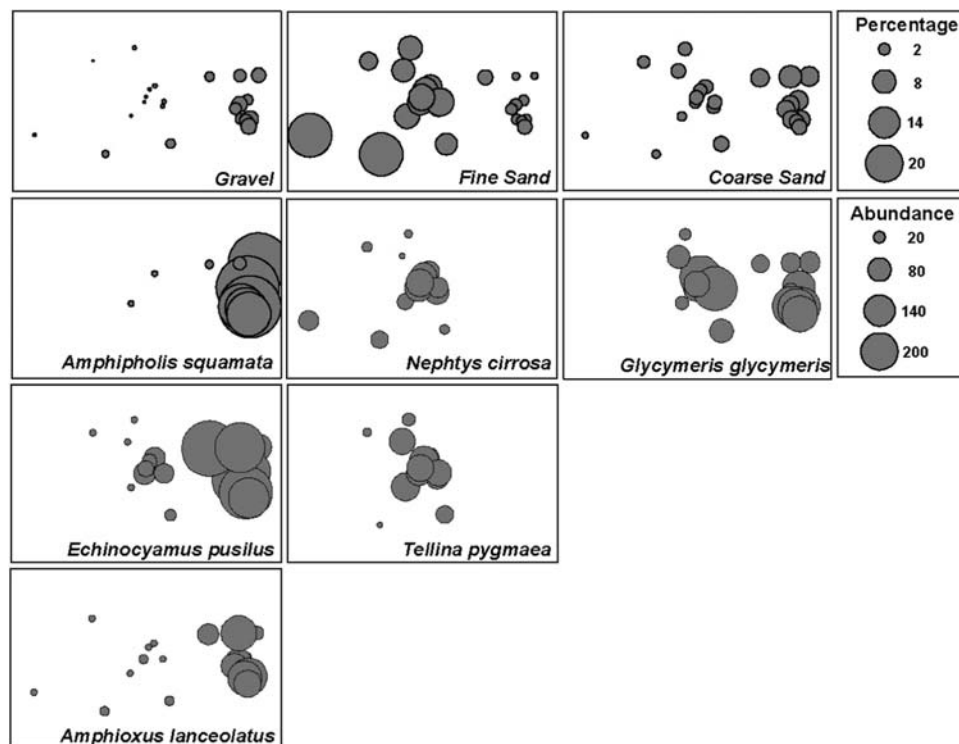 Gravel
Fine Sand
Coarse Sand
Percentage
2
8
14
20
Amphipholis squamata
Nephtys cirrosa
Glycymeris glycymeris
Abundance
20
80
140
200
Echinocyamus pusilus
Tellina pygmaea
Amphioxus lanceolatus